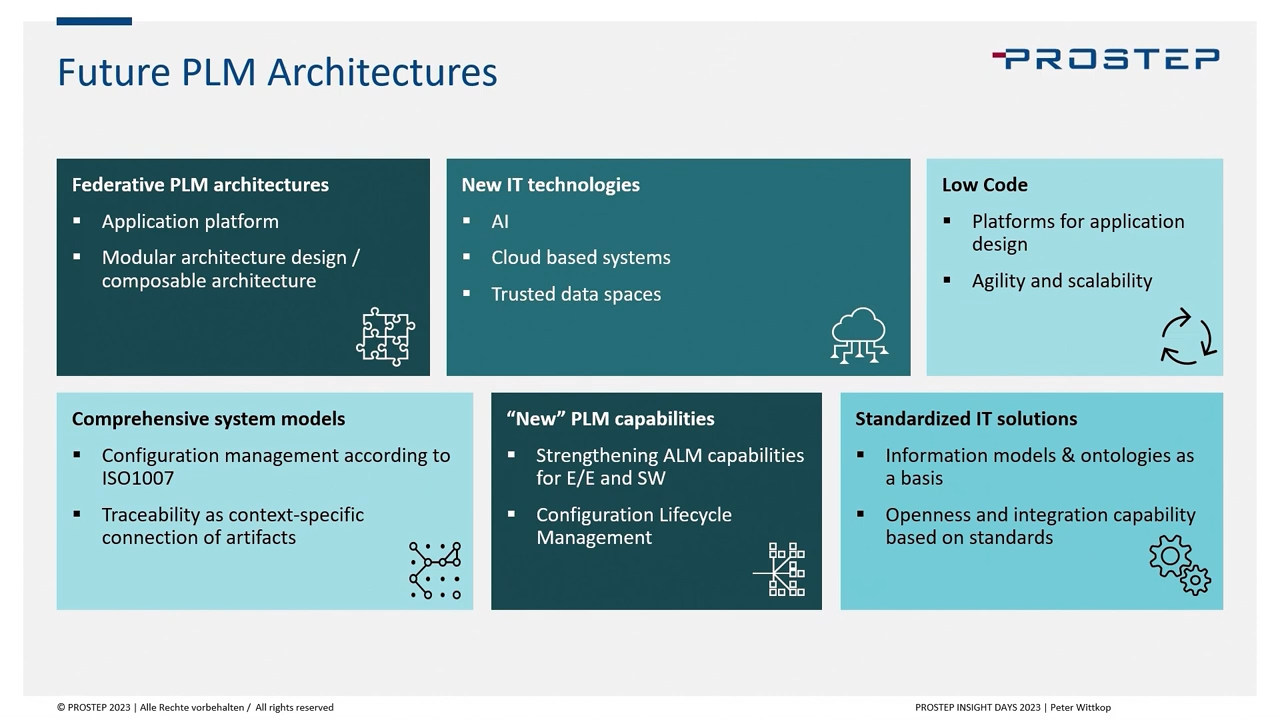 Future PLM Architectures
PROSTEP
Federative PLM architectures
▪ Application platform
▪ Modular architecture design /
composable architecture
New IT technologies
▪ AI
▪ Cloud based systems
▪ Trusted data spaces
Low Code
▪ Platforms for application
design
▪ Agility and scalability
Comprehensive system models
▪ Configuration management according to
ISO1007
▪ Traceability as context-specific
connection of artifacts
“New” PLM capabilities
▪ Strengthening ALM capabilities
for E/E and SW
▪ Configuration Lifecycle
Management
Standardized IT solutions
▪ Information models & ontologies as
a basis
▪ Openness and integration capability
based on standards
© PROSTEP 2023 | Alle Rechte vorbehalten / All rights reserved
PROSTEP INSIGHT DAYS 2023 | Peter Wittkop